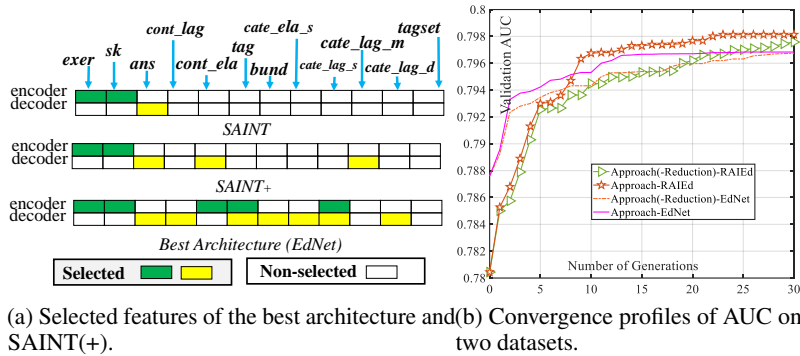 exer sk ans cont_lag cont_ela tag bund cate_ela_s cate_lag_s cate_lag_m cate_lag_d tagset
encoder
decoder
SAINT
encoder
decoder
SAINT+
encoder
decoder
Best Architecture (EdNet)
Selected
Non-selected
(a) Selected features of the best architecture and
SAINT(+).
0.8
0.798
0.796
0.794
0.792
0.79
0.788
0.786
0.784
0.782
0.78
Validation AUC
Approach(-Reduction)-RAIEd
Approach-RAIEd
Approach(-Reduction)-EdNet
Approach-EdNet
Number of Generations
0 5 10 15 20 25 30
(b) Convergence profiles of AUC on
two datasets.